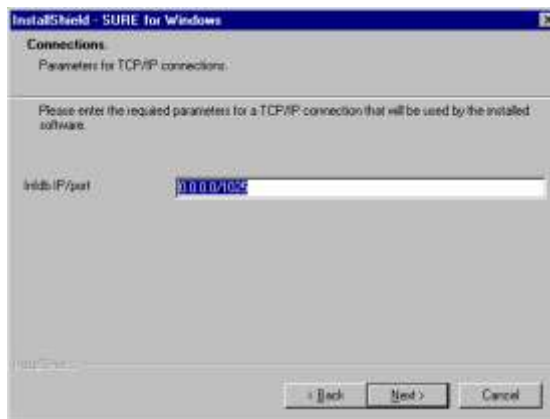 InstallShield - SURE for Windows
Connections.
Parameters for TCP/IP connections.
Please enter the required parameters for a TCP/IP connection that will be used by the installed
software.
IP/port
0.0.0.0/1025
< Back
Next >
Cancel